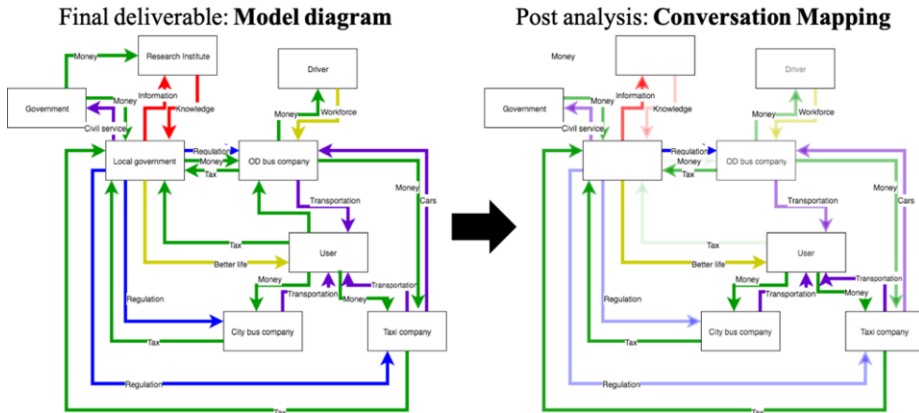 Final deliverable: Model diagram
Money
Research Institute
Driver
Government
Money
Information
Knowledge
Money
Workforce
Civil service
Local government
Regulation
Money
Tax
OD bus company
Money
Cars
Transportation
Tax
User
Better life
Money
Transportation
Transportation
Money
Regulation
City bus company
Taxi company
Tax
Regulation
Tax
Post analysis: Conversation Mapping
Money
Driver
Government
Money
Information
Knowledge
Money
Workforce
Civil service
Regulation
Money
Tax
OD bus company
Money
Cars
Transportation
Tax
User
Better life
Money
Transportation
Transportation
Money
Regulation
City bus company
Taxi company
Tax
Regulation
Tax